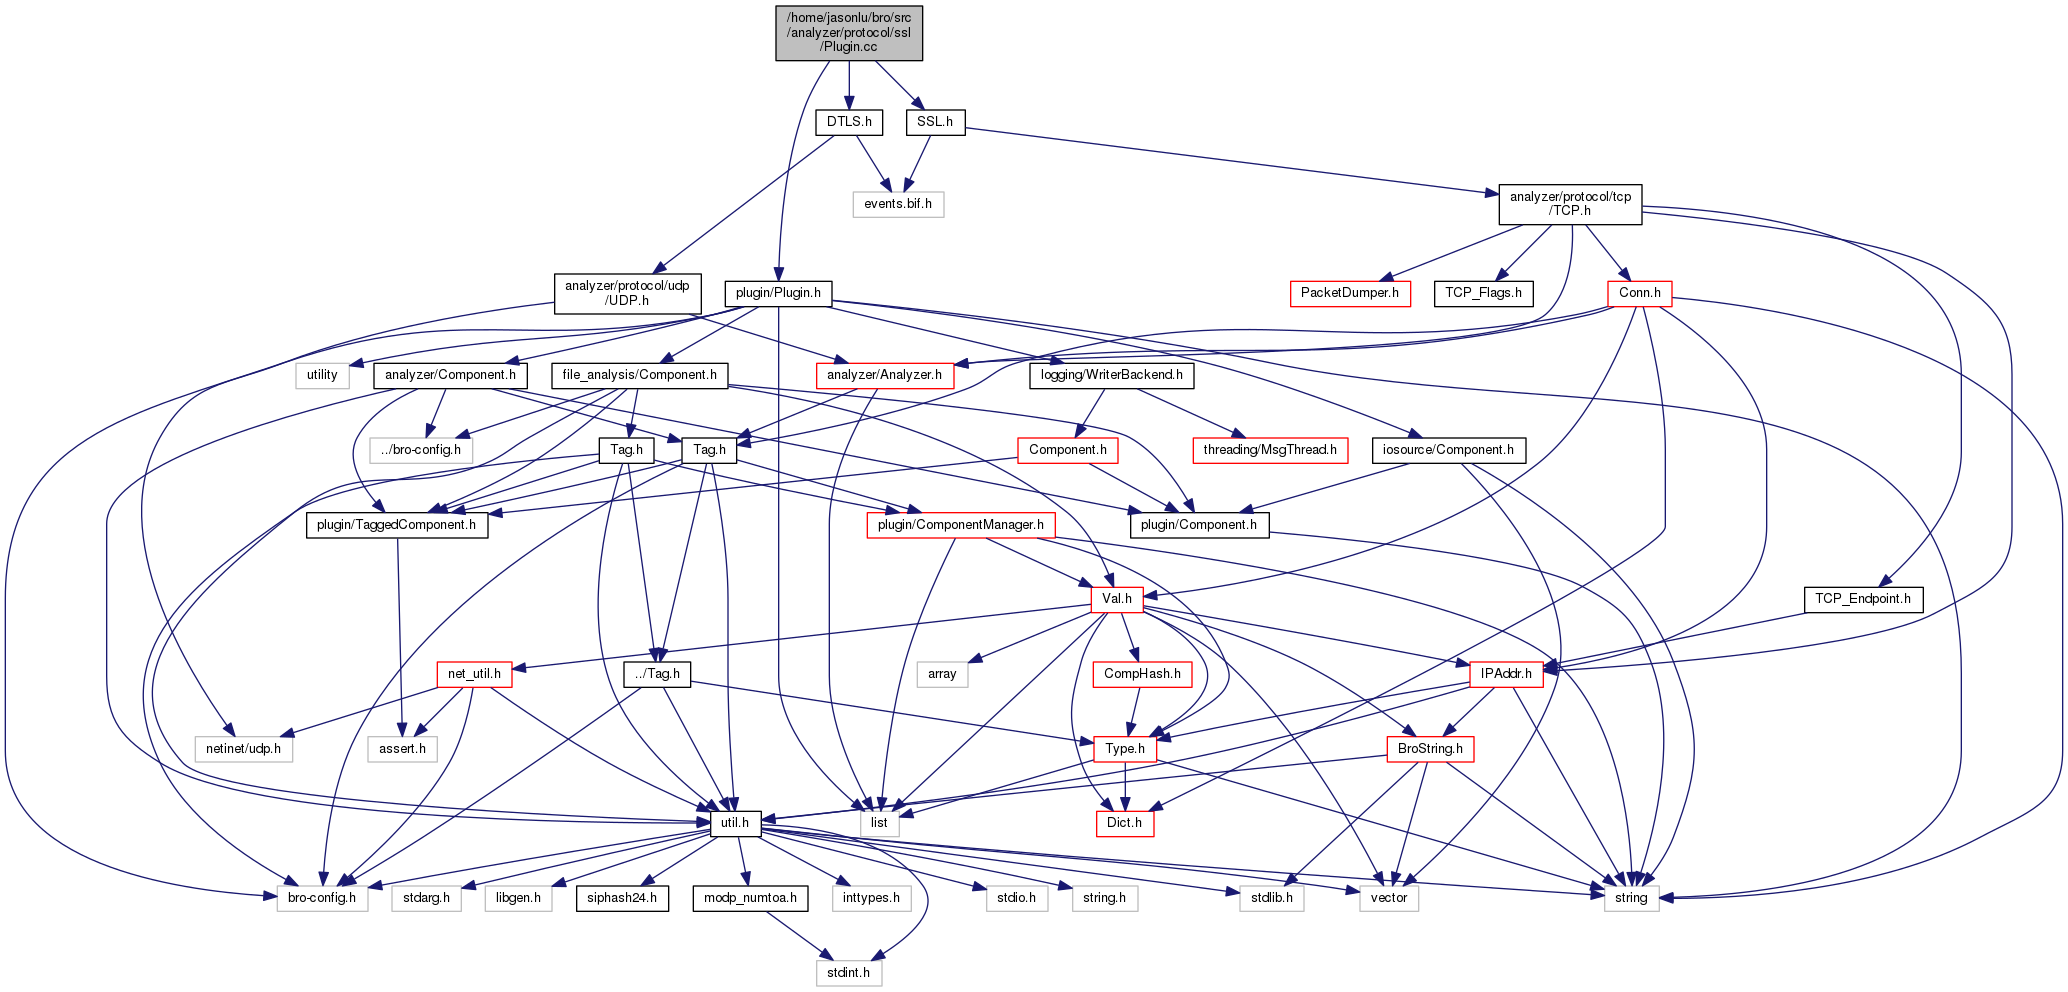 /home/jasonlu/bro/src
/analyzer/protocol/ssl
/Plugin.cc
DTLS.h
SSL.h
events.bif.h
analyzer/protocol/tcp
/TCP.h
analyzer/protocol/udp
/UDP.h
plugin/Plugin.h
PacketDumper.h
TCP_Flags.h
Conn.h
utility
analyzer/Component.h
file_analysis/Component.h
analyzer/Analyzer.h
logging/WriterBackend.h
../bro-config.h
Tag.h
Tag.h
Component.h
threading/MsgThread.h
iosource/Component.h
plugin/TaggedComponent.h
plugin/ComponentManager.h
plugin/Component.h
Val.h
TCP_Endpoint.h
net_util.h
../Tag.h
array
CompHash.h
IPAddr.h
netinet/udp.h
assert.h
Type.h
BroString.h
util.h
list
Dict.h
bro-config.h
stdarg.h
libgen.h
siphash24.h
modp_numtoa.h
inttypes.h
stdio.h
string.h
stdlib.h
vector
string
stdint.h